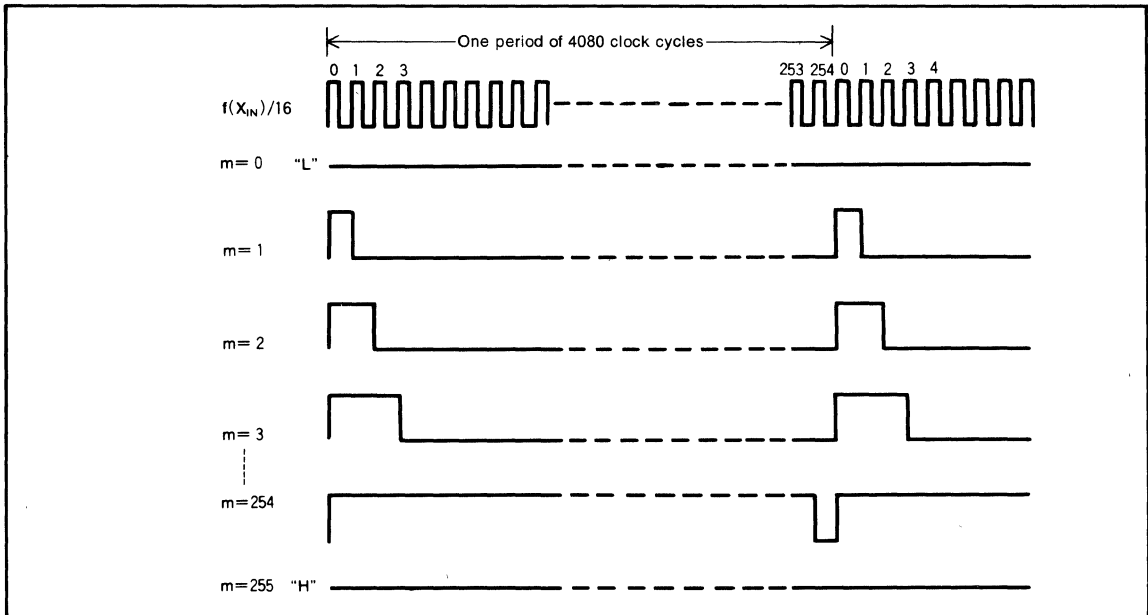 One period of 4080 clock cycles
0 1 2 3 253 254 0 1 2 3 4
f(X_IN)/16
m=0 "L"
m=1
m=2
m=3
m=254
m=255 "H"